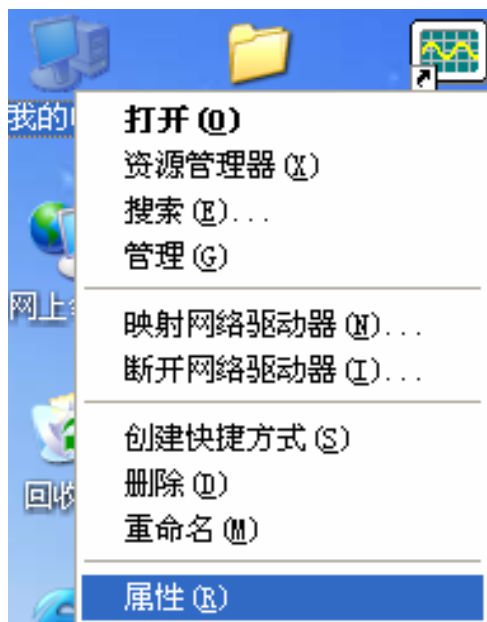 我的
打开(O)
资源管理器(X)
搜索(E)...
管理(G)
网上
映射网络驱动器(N)...
断开网络驱动器(I)...
创建快捷方式(S)
删除(D)
回收
重命名(M)
属性(R)